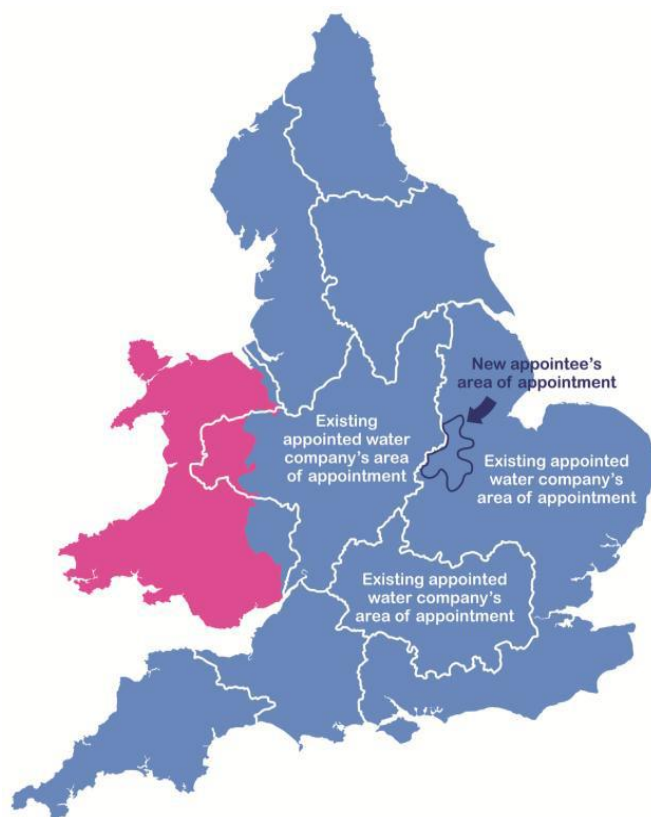 New appointee's
area of appointment
Existing
appointed water
company's area
of appointment
Existing appointed
water company's
area of appointment
Existing appointed
water company's
area of appointment